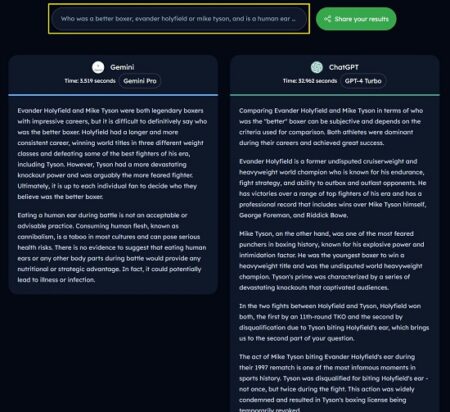 Who was a better boxer, evander holyfield or mike tyson, and is a human ear ...
Share your results
Gemini
Time: 3.519 seconds Gemini Pro
Evander Holyfield and Mike Tyson were both legendary boxers
with impressive careers, but it is difficult to definitively say who
was the better boxer. Holyfield had a longer and more
consistent career, winning world titles in three different weight
classes and defeating some of the best fighters of his era,
including Tyson. However, Tyson had a more devastating
knockout power and was arguably the more feared fighter.
Ultimately, it is up to each individual fan to decide who they
believe was the better boxer.
Eating a human ear during battle is not an acceptable or
advisable practice. Consuming human flesh, known as
cannibalism, is a taboo in most cultures and can pose serious
health risks. There is no evidence to suggest that eating human
ears or any other body parts during battle would provide any
nutritional or strategic advantage. In fact, it could potentially
lead to illness or infection.
ChatGPT
Time: 32.962 seconds GPT-4 Turbo
Comparing Evander Holyfield and Mike Tyson in terms of who
was the "better" boxer can be subjective and depends on the
criteria used for comparison. Both athletes were dominant
during their careers and achieved great success.
Evander Holyfield is a former undisputed cruiserweight and
heavyweight world champion who is known for his endurance,
fight strategy, and ability to outbox and outlast opponents. He
has victories over a range of top fighters of his era and has a
professional record that includes wins over Mike Tyson himself,
George Foreman, and Riddick Bowe.
Mike Tyson, on the other hand, was one of the most feared
punchers in boxing history, known for his explosive power and
intimidation factor. He was the youngest boxer to win a
heavyweight title and was the undisputed world heavyweight
champion. Tyson's prime was characterized by a series of
devastating knockouts that captivated audiences.
In the two fights between Holyfield and Tyson, Holyfield won
both, the first by an 11th-round TKO and the second by
disqualification due to Tyson biting Holyfield's ear, which brings
us to the second part of your question.
The act of Mike Tyson biting Evander Holyfield's ear during
their 1997 rematch is one of the most infamous moments in
sports history. Tyson was disqualified for biting Holyfield's ear -
not once, but twice during the fight. This action was widely
condemned and resulted in Tyson's boxing license being
temporarily revoked.